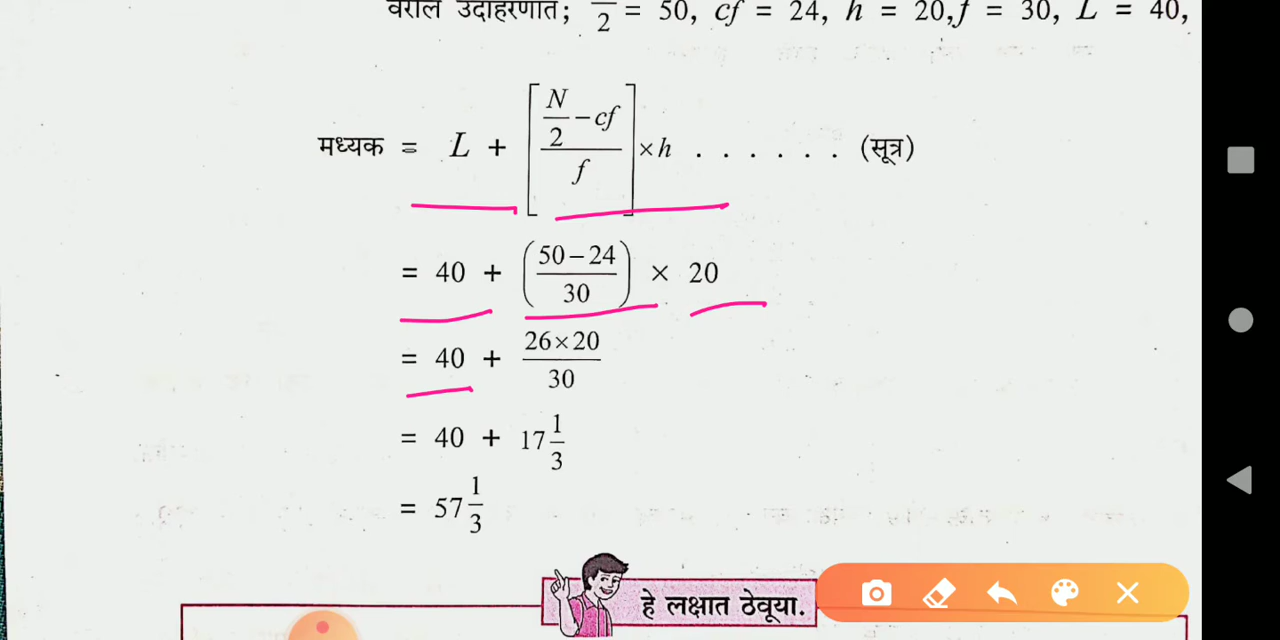 वरील उदाहरणात; /2 = 50, cf = 24, h = 20, f = 30, L = 40,
मध्यक = L + [(N/2 − cf)/f] × h . . . . . . (सूत्र)
= 40 + ((50 − 24)/30) × 20
= 40 + (26×20)/30
= 40 + 17 1/3
= 57 1/3
हे लक्षात ठेवूया.